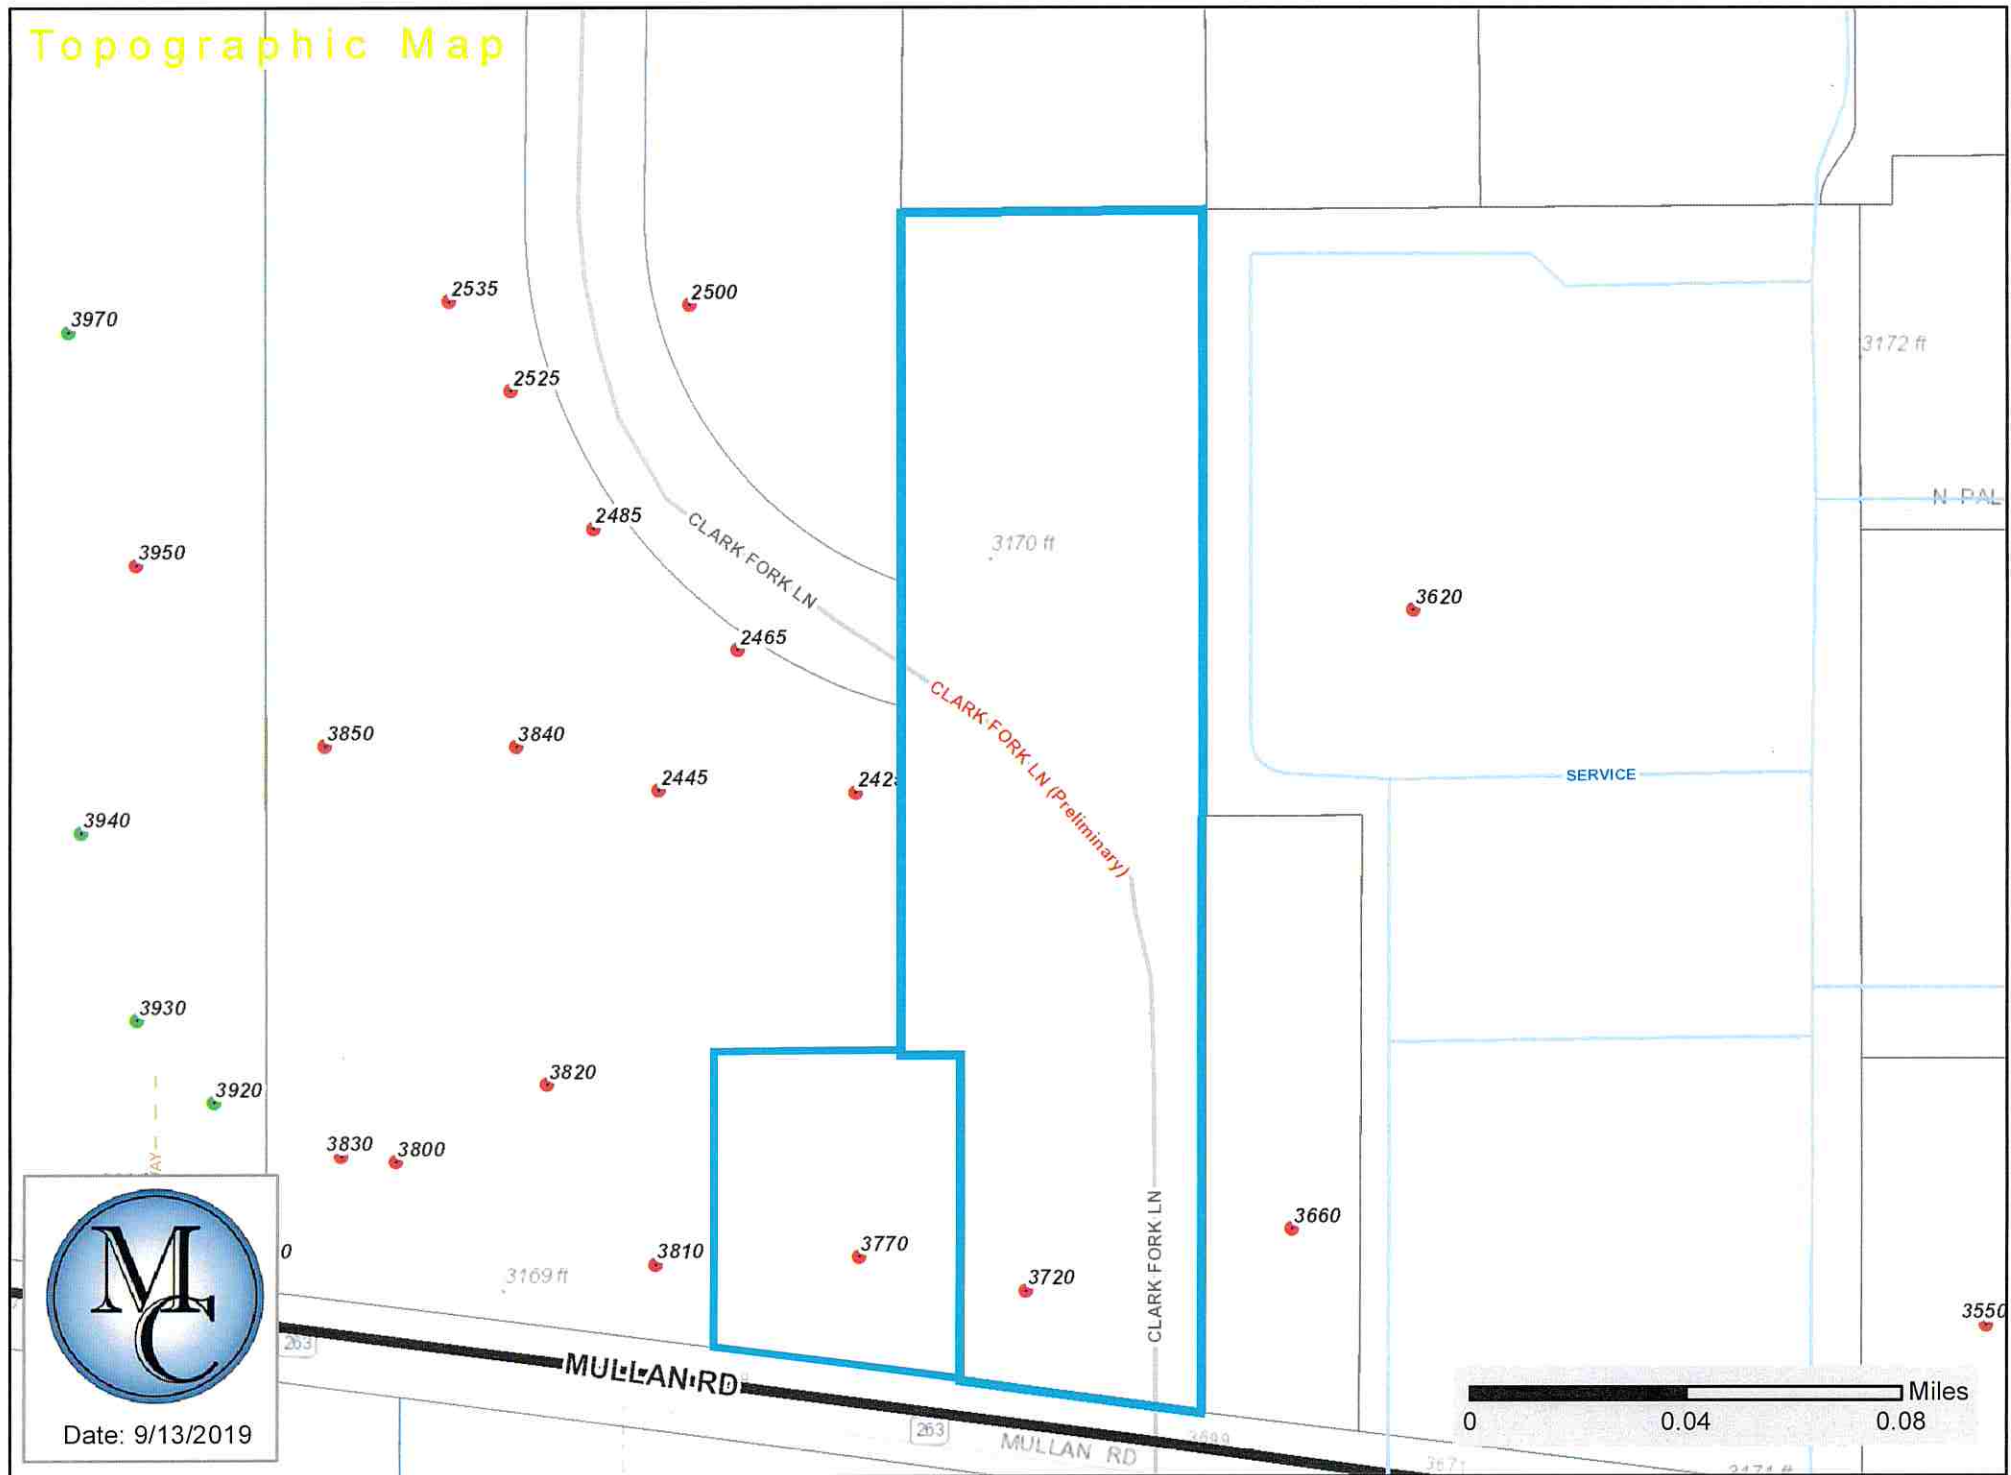 Topographic Map
2535
2500
3970
3172 ft
2525
N PAL
2485
CLARK FORK LN
3170 ft
3950
3620
2465
CLARK FORK LN (Preliminary)
3850
3840
2445
SERVICE
3940
3930
3820
3920
3830
3800
CLARK FORK LN
3660
3810
3770
3720
3169 ft
3550
MC
263
MULLAN RD
263
MULLAN RD
3699
3671
Miles
0 0.04 0.08
Date: 9/13/2019